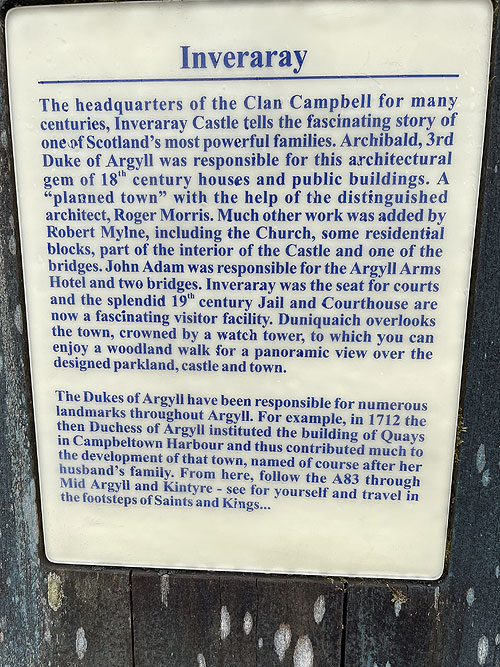 Inveraray
The headquarters of the Clan Campbell for many
centuries, Inveraray Castle tells the fascinating story of
one of Scotland's most powerful families. Archibald, 3rd
Duke of Argyll was responsible for this architectural
gem of 18th century houses and public buildings. A
“planned town” with the help of the distinguished
architect, Roger Morris. Much other work was added by
Robert Mylne, including the Church, some residential
blocks, part of the interior of the Castle and one of the
bridges. John Adam was responsible for the Argyll Arms
Hotel and two bridges. Inveraray was the seat for courts
and the splendid 19th century Jail and Courthouse are
now a fascinating visitor facility. Duniquaich overlooks
the town, crowned by a watch tower, to which you can
enjoy a woodland walk for a panoramic view over the
designed parkland, castle and town.
The Dukes of Argyll have been responsible for numerous
landmarks throughout Argyll. For example, in 1712 the
then Duchess of Argyll instituted the building of Quays
in Campbeltown Harbour and thus contributed much to
the development of that town, named of course after her
husband's family. From here, follow the A83 through
Mid Argyll and Kintyre - see for yourself and travel in
the footsteps of Saints and Kings...